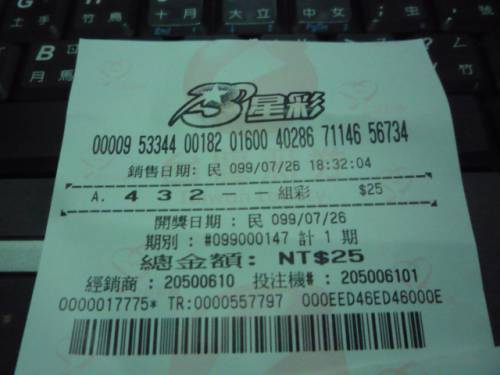 3星彩
00009 53344 00182 01600 40286 71146 56734
銷售日期: 民 099/07/26 18:32:04
A. 4 3 2 - - 組彩 $25
開獎日期 : 民 099/07/26
期別 : #099000147 計 1 期
總金額: NT$25
經銷商 : 20500610 投注機# : 205006101
0000017775* TR:0000557797 000EED46ED46000E